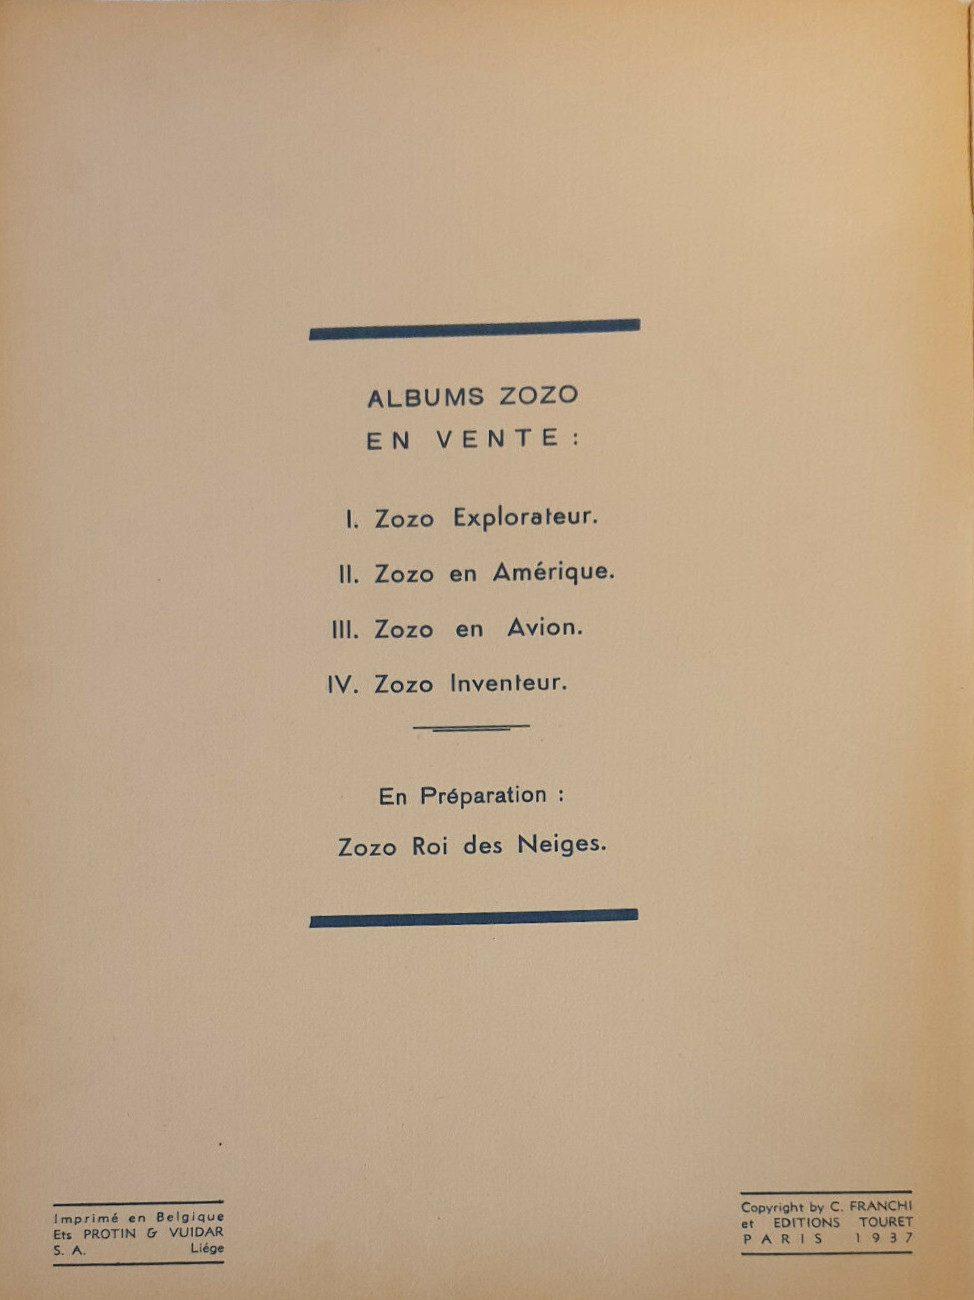 ALBUMS ZOZO
EN VENTE :
I. Zozo Explorateur.
II. Zozo en Amérique.
III. Zozo en Avion.
IV. Zozo Inventeur.
En Préparation :
Zozo Roi des Neiges.
Imprimé en Belgique
Ets PROTIN & VUIDAR
S. A. Liége
Copyright by C. FRANCHI
et EDITIONS TOURET
PARIS 1937